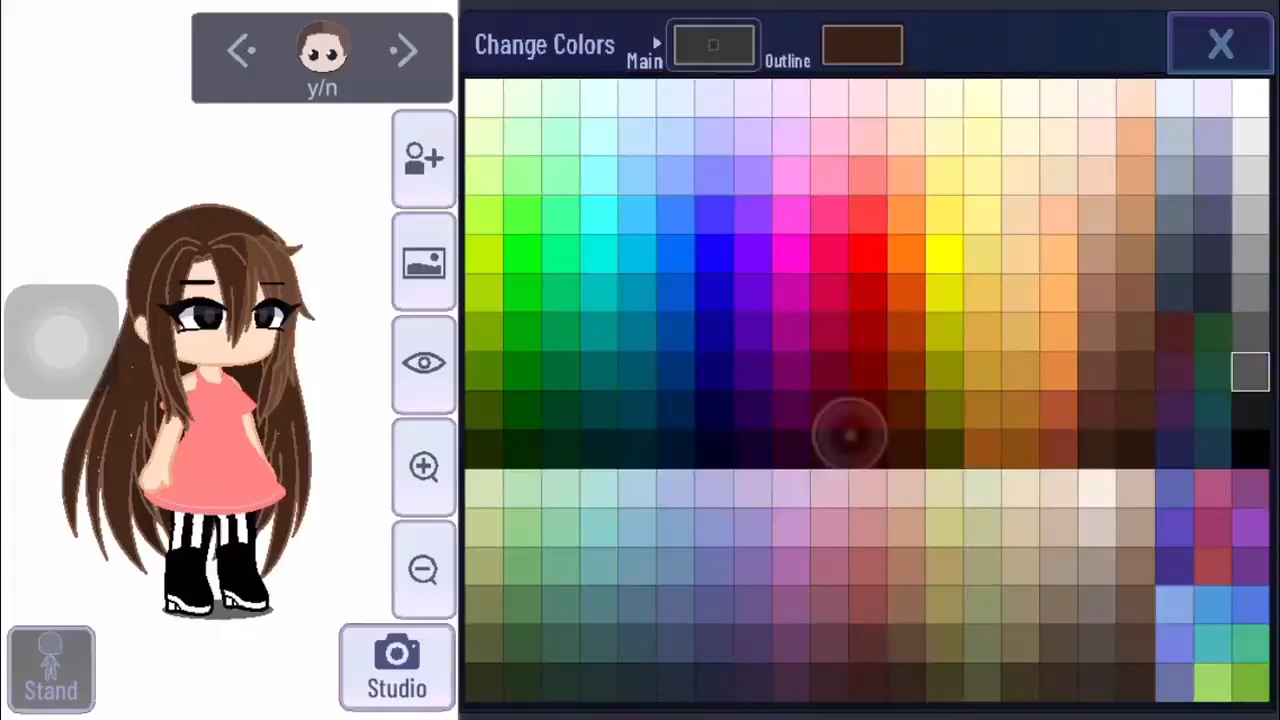 y/n
Stand
Studio
Change Colors
Main
Outline
X